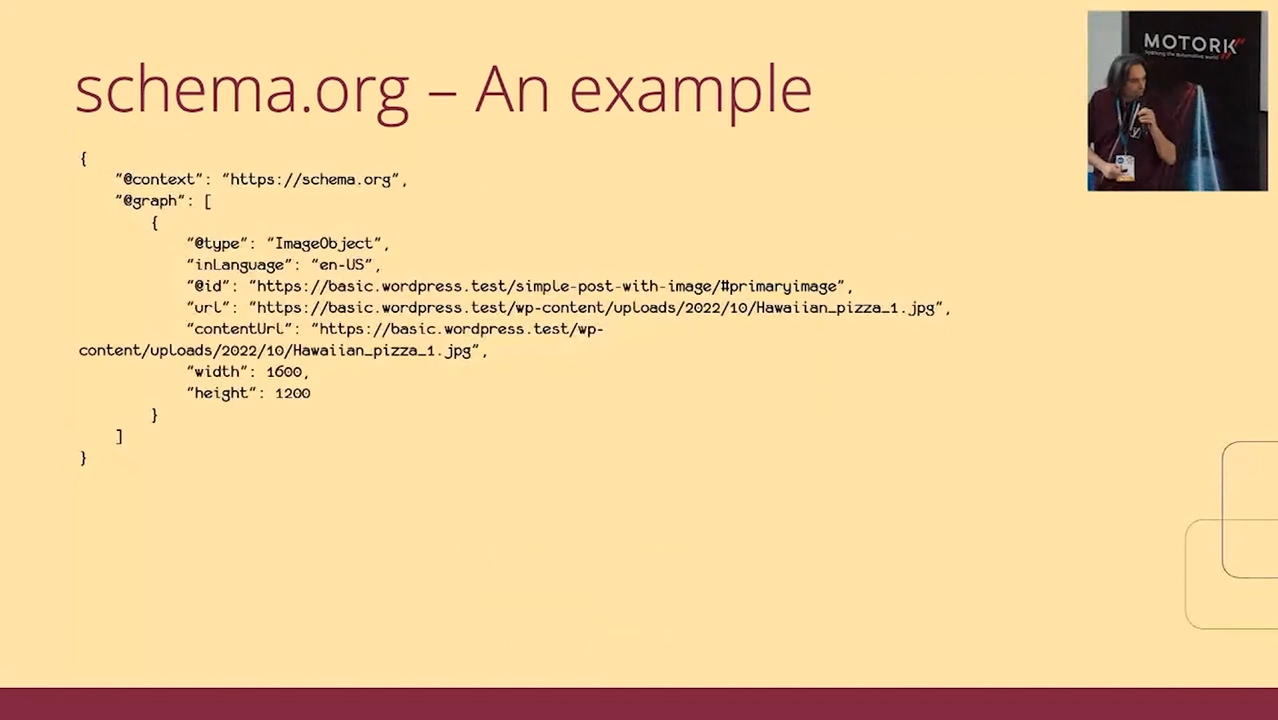 schema.org – An example
{
"@context": “https://schema.org”,
"@graph": [
{
“@type”: “ImageObject”,
“inLanguage”: “en-US”,
“@id”: “https://basic.wordpress.test/simple-post-with-image/#primaryimage”,
“url”: “https://basic.wordpress.test/wp-content/uploads/2022/10/Hawaiian_pizza_1.jpg”,
“contentUrl”: “https://basic.wordpress.test/wp-
content/uploads/2022/10/Hawaiian_pizza_1.jpg”,
“width”: 1600,
“height”: 1200
}
]
}
MOTORK